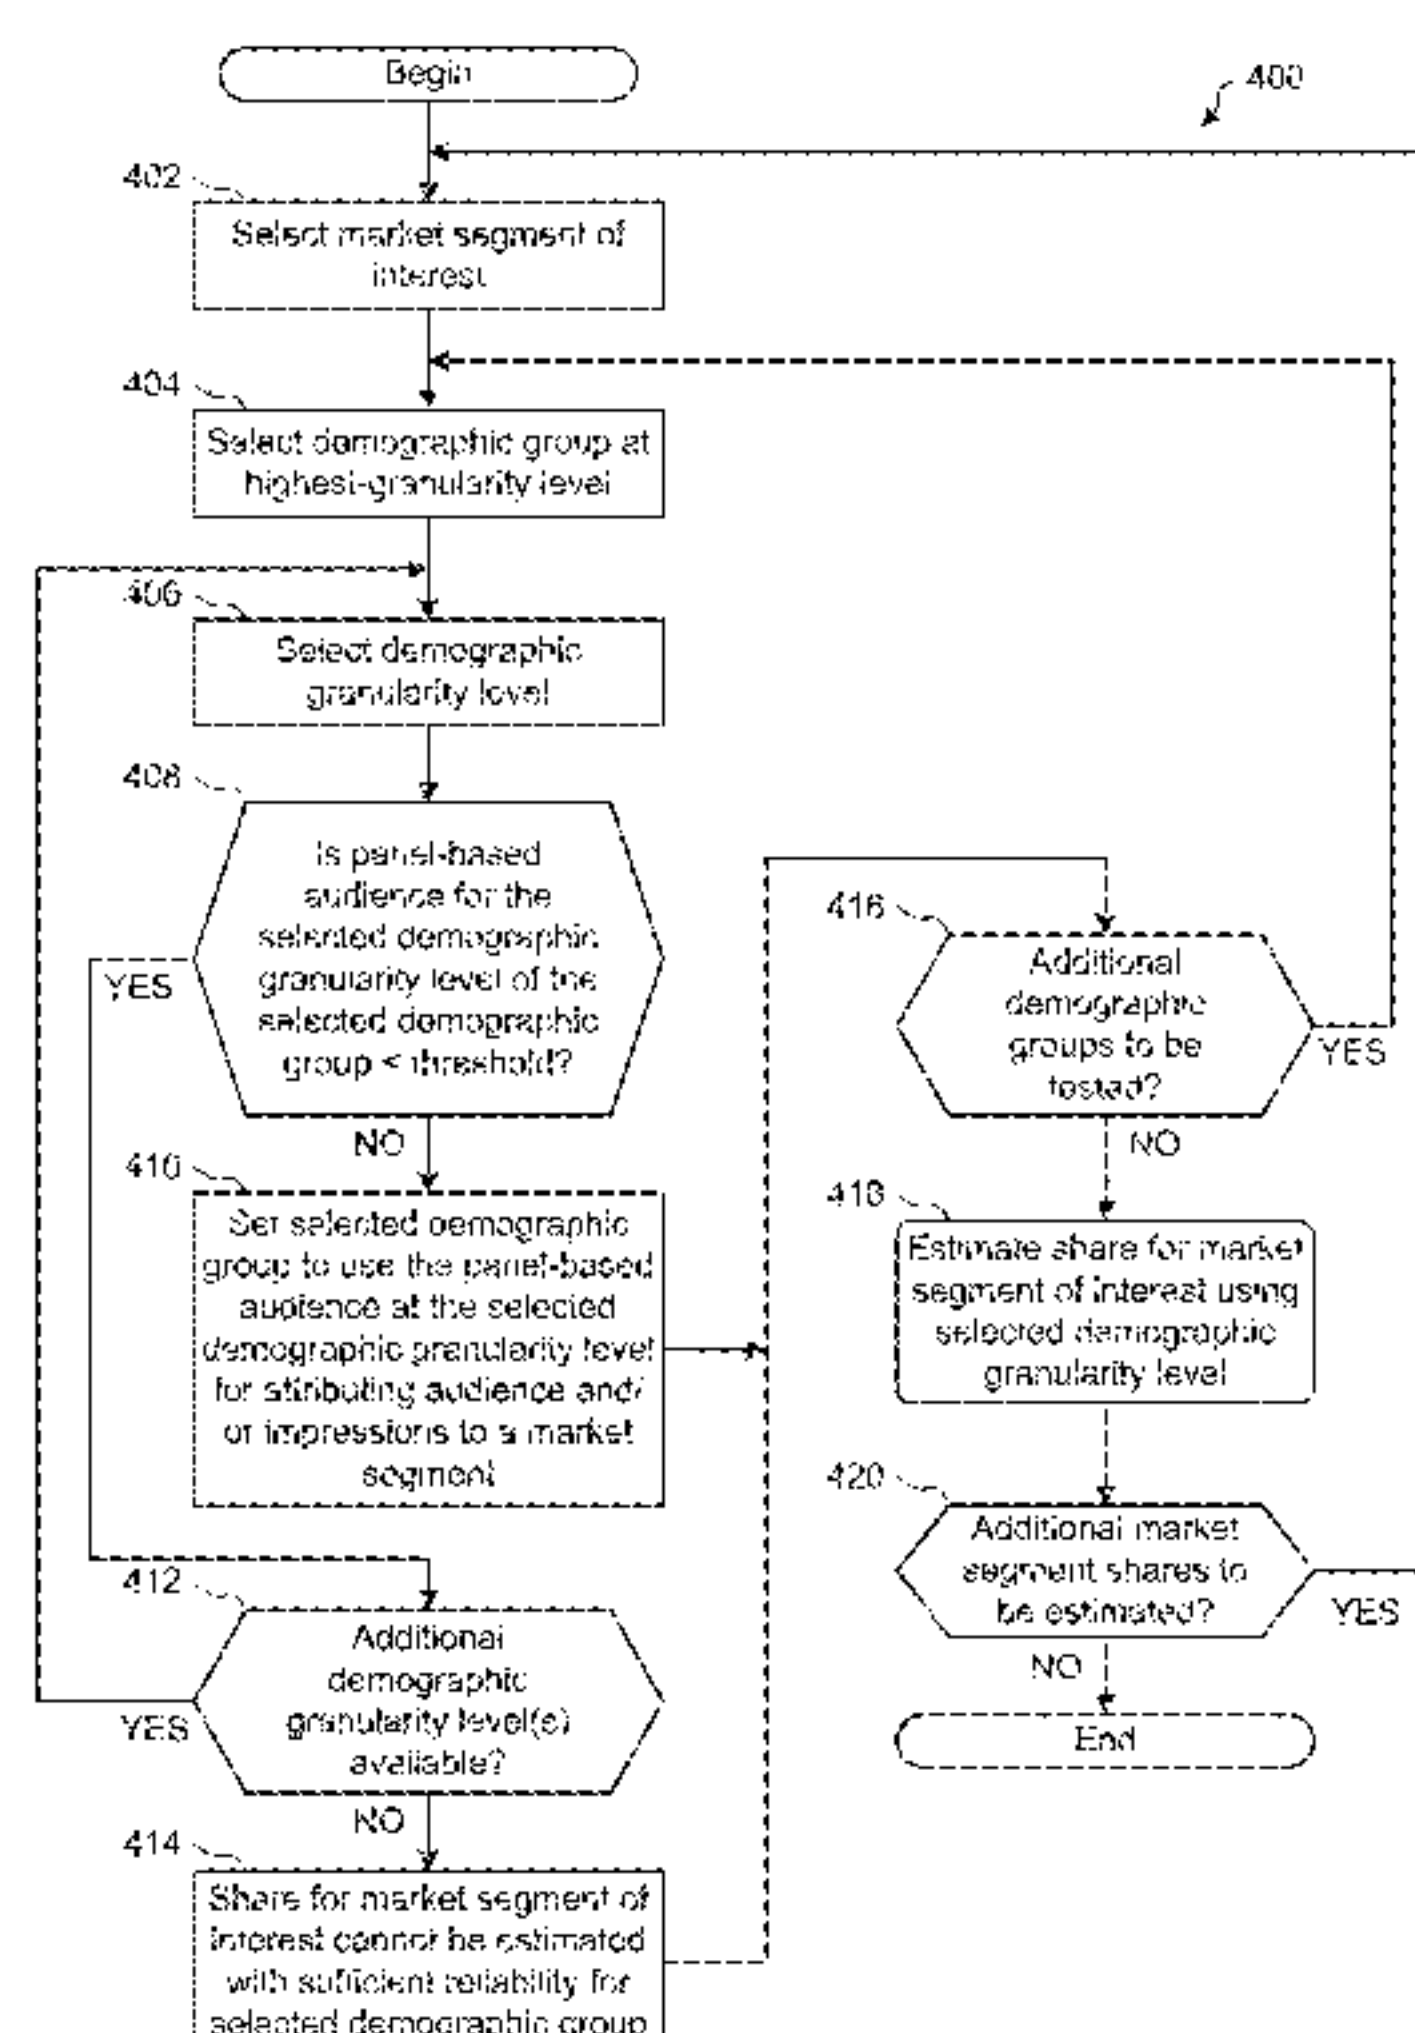 Begin
400
402
Select market segment of
interest
404
Select demographic group at
highest-granularity level
406
Select demographic
granularity level
408
Is panel-based
audience for the
selected demographic
granularity level of the
selected demographic
group < threshold?
YES
NO
410
Set selected demographic
group to use the panel-based
audience at the selected
demographic granularity level
for attributing audience and/
or impressions to a market
segment
412
Additional
demographic
granularity level(s)
available?
YES
NO
414
Share for market segment of
interest cannot be estimated
with sufficient reliability for
selected demographic group
416
Additional
demographic
groups to be
tested?
YES
NO
418
Estimate share for market
segment of interest using
selected demographic
granularity level
420
Additional market
segment shares to
be estimated?
YES
NO
End